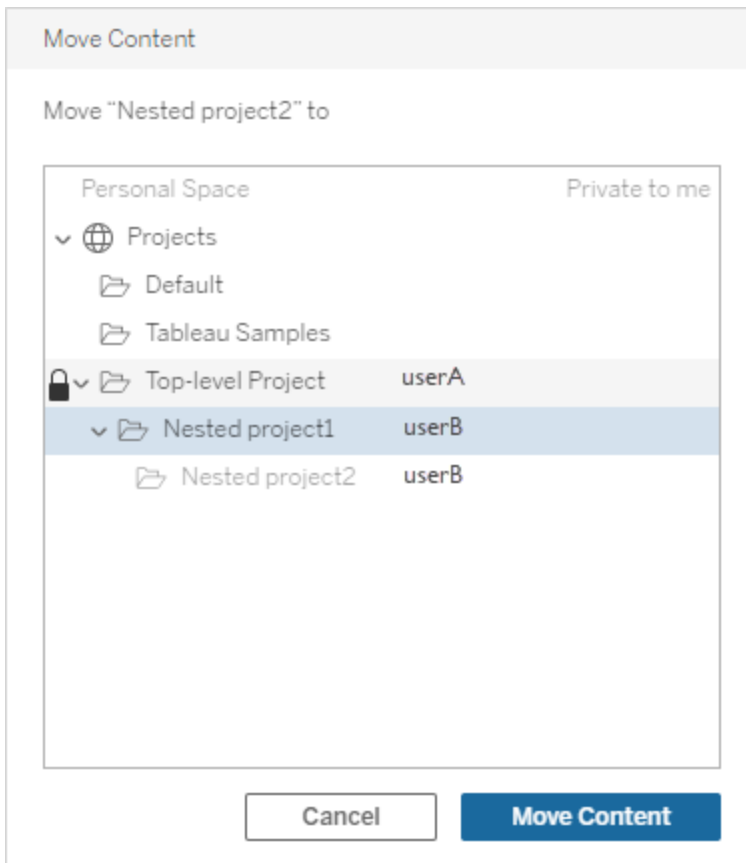 Move Content
Move “Nested project2” to
Personal Space Private to me
Projects
Default
Tableau Samples
Top-level Project userA
Nested project1 userB
Nested project2 userB
Cancel Move Content